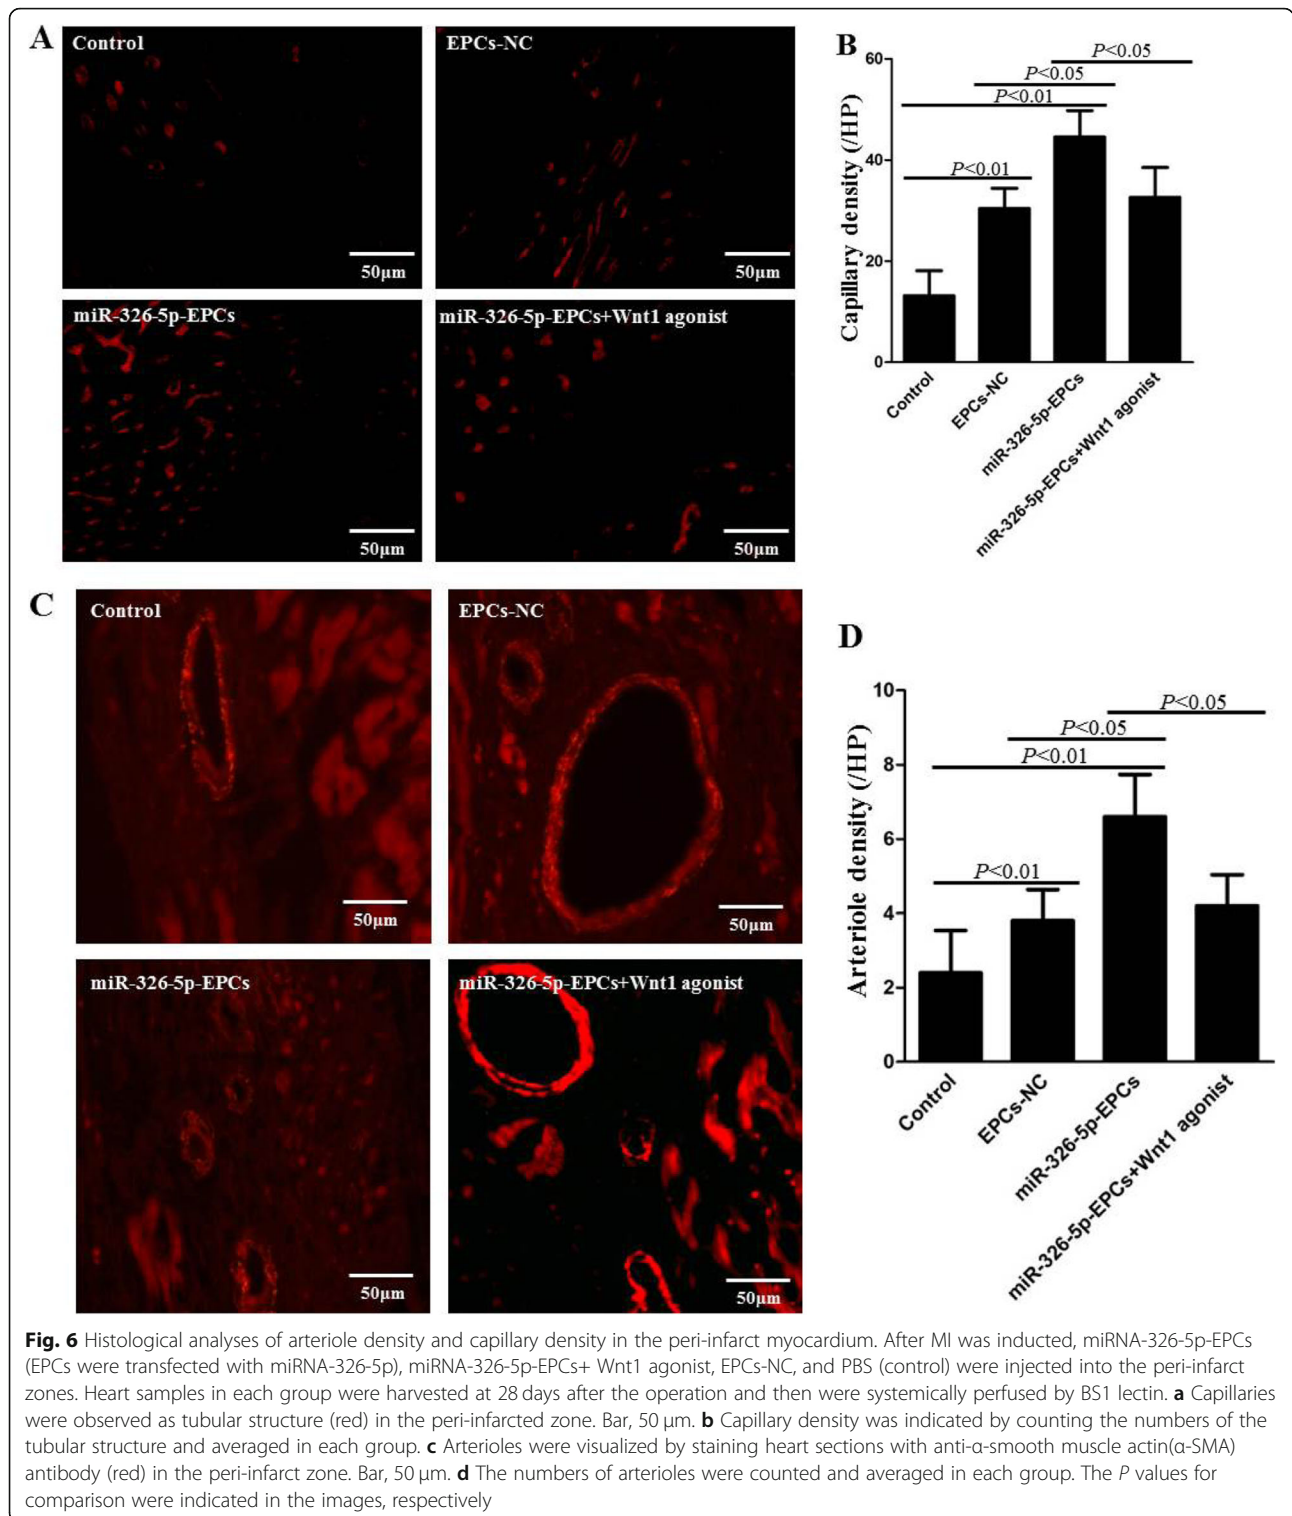 A
Control
EPCs-NC
50µm
50µm
miR-326-5p-EPCs
miR-326-5p-EPCs+Wnt1 agonist
50µm
50µm
B
Capillary density (/HP)
60
40
20
0
P<0.05
P<0.05
P<0.01
P<0.01
Control
EPCs-NC
miR-326-5p-EPCs
miR-326-5p-EPCs+Wnt1 agonist
C
Control
EPCs-NC
50µm
50µm
miR-326-5p-EPCs
miR-326-5p-EPCs+Wnt1 agonist
50µm
50µm
D
Arteriole density (/HP)
10
8
6
4
2
0
P<0.05
P<0.05
P<0.01
P<0.01
Control
EPCs-NC
miR-326-5p-EPCs
miR-326-5p-EPCs+Wnt1 agonist
Fig. 6 Histological analyses of arteriole density and capillary density in the peri-infarct myocardium. After MI was inducted, miRNA-326-5p-EPCs
(EPCs were transfected with miRNA-326-5p), miRNA-326-5p-EPCs+ Wnt1 agonist, EPCs-NC, and PBS (control) were injected into the peri-infarct
zones. Heart samples in each group were harvested at 28 days after the operation and then were systemically perfused by BS1 lectin. a Capillaries
were observed as tubular structure (red) in the peri-infarcted zone. Bar, 50 µm. b Capillary density was indicated by counting the numbers of the
tubular structure and averaged in each group. c Arterioles were visualized by staining heart sections with anti-α-smooth muscle actin(α-SMA)
antibody (red) in the peri-infarct zone. Bar, 50 µm. d The numbers of arterioles were counted and averaged in each group. The P values for
comparison were indicated in the images, respectively